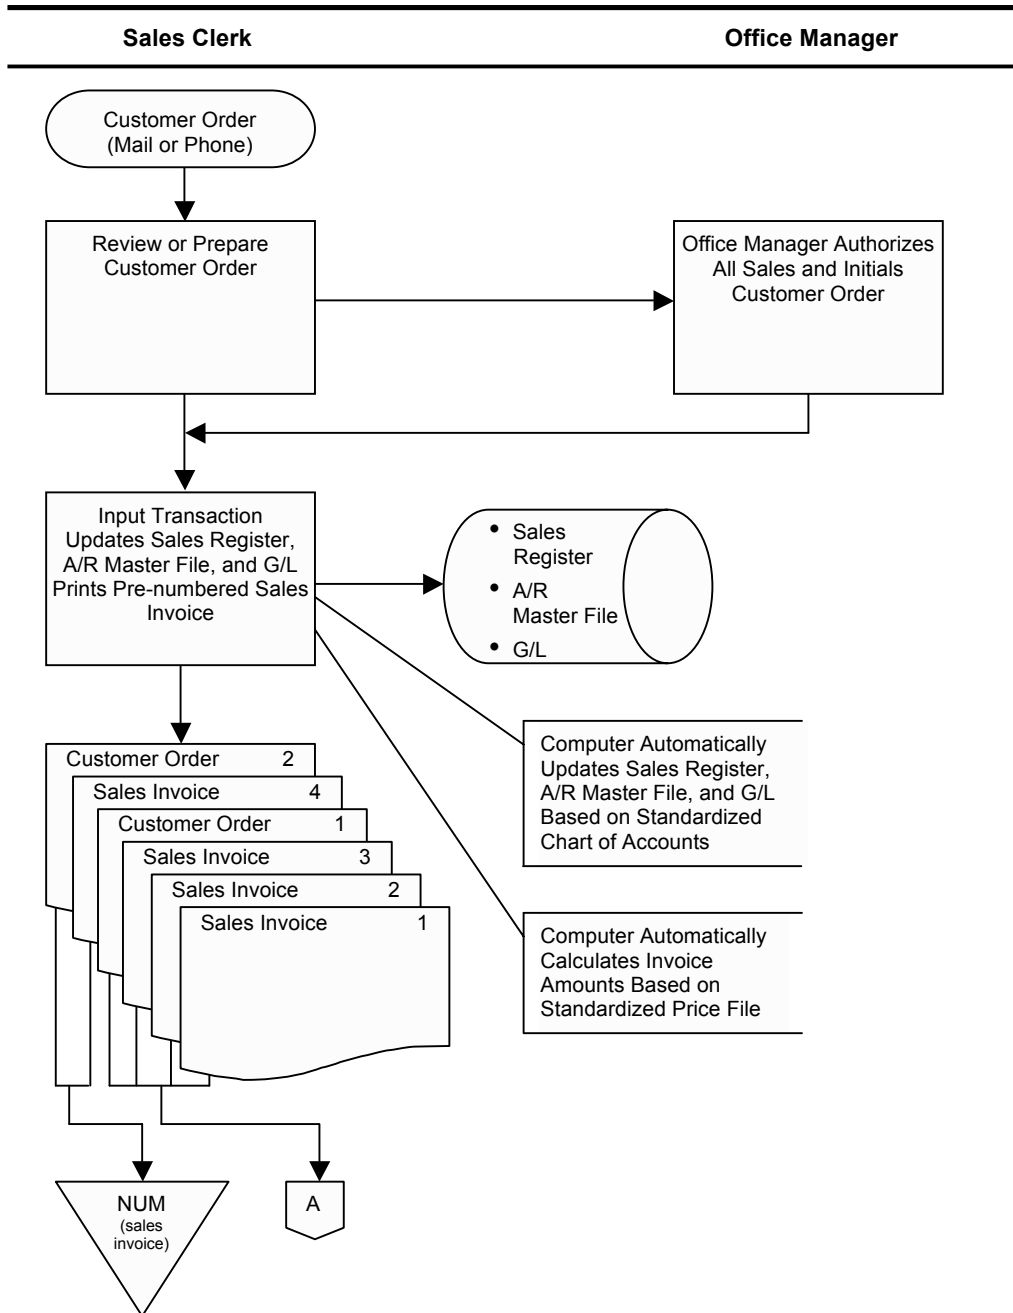 Sales Clerk
Office Manager
Customer Order
(Mail or Phone)
Review or Prepare
Customer Order
Office Manager Authorizes
All Sales and Initials
Customer Order
Input Transaction
Updates Sales Register,
A/R Master File, and G/L
Prints Pre-numbered Sales
Invoice
• Sales
Register
• A/R
Master File
• G/L
Computer Automatically
Updates Sales Register,
A/R Master File, and G/L
Based on Standardized
Chart of Accounts
Customer Order 2
Sales Invoice 4
Customer Order 1
Sales Invoice 3
Sales Invoice 2
Sales Invoice 1
Computer Automatically
Calculates Invoice
Amounts Based on
Standardized Price File
NUM
(sales
invoice)
A